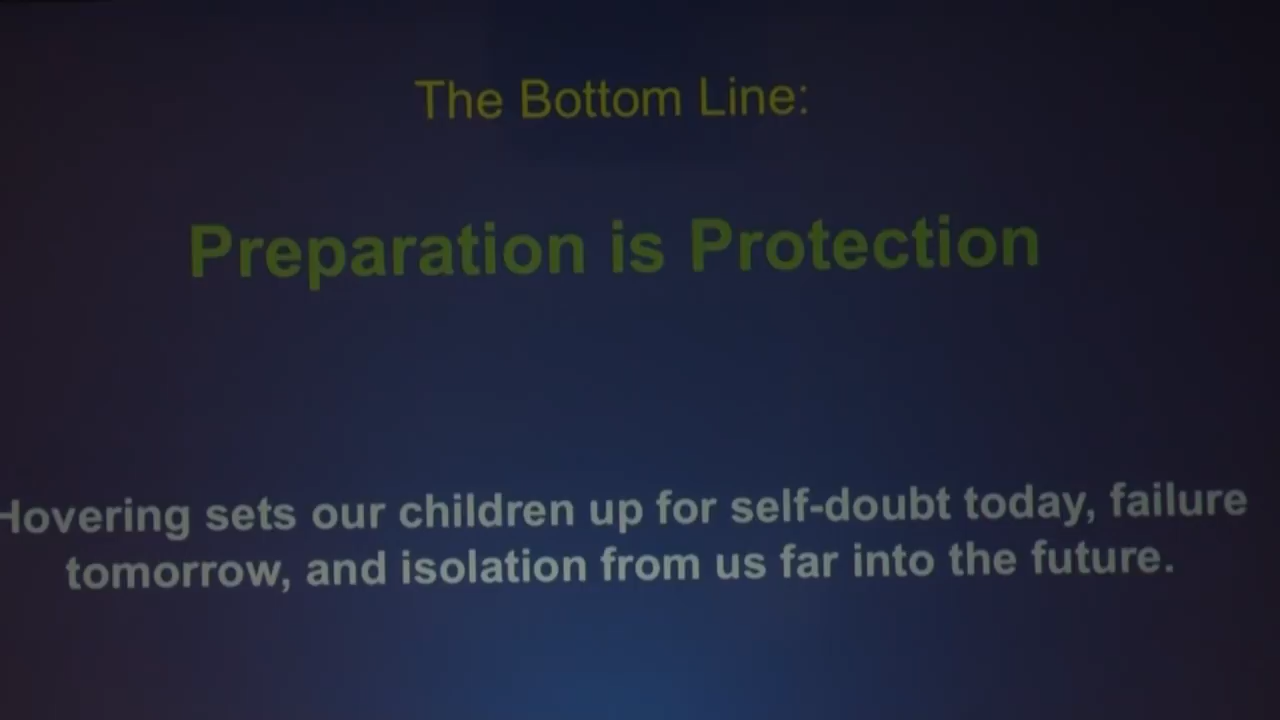 The Bottom Line:
Preparation is Protection
Hovering sets our children up for self-doubt today, failure
tomorrow, and isolation from us far into the future.